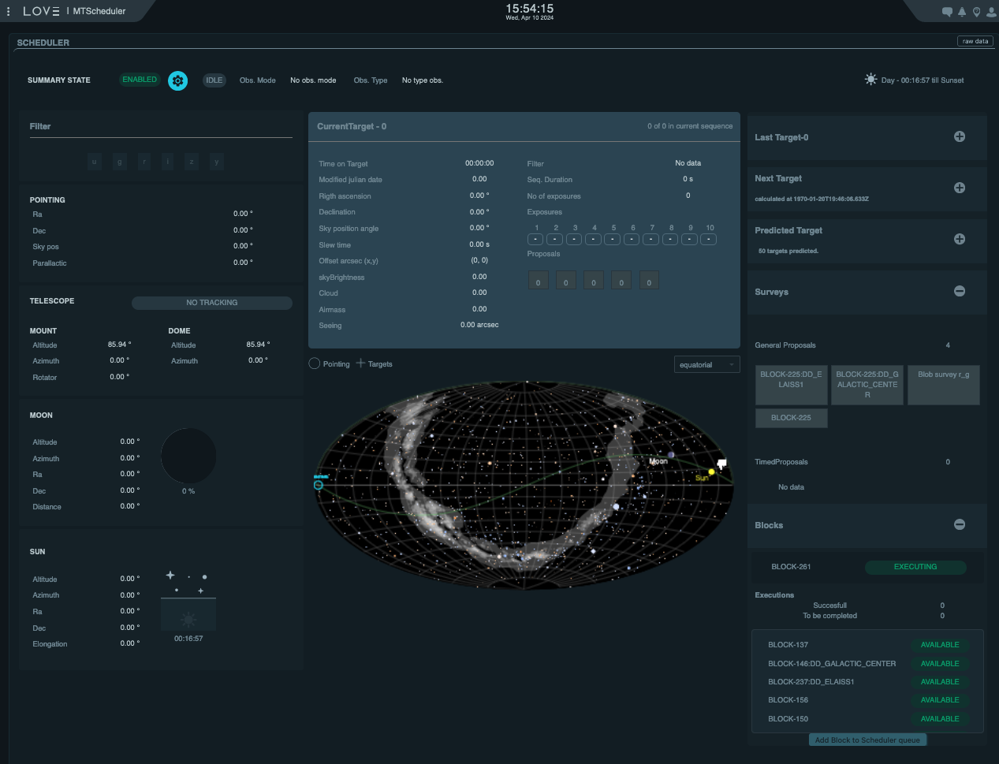 LOVE | MTScheduler
15:54:15
Wed, Apr 10 2024
SCHEDULER
raw data
SUMMARY STATE ENABLED IDLE Obs. Mode No obs. mode Obs. Type No type obs.
Day - 00:16:57 till Sunset
Filter
u g r i z y
POINTING
Ra 0.00 °
Dec 0.00 °
Sky pos 0.00 °
Parallactic 0.00 °
TELESCOPE NO TRACKING
MOUNT DOME
Altitude 85.94 ° Altitude 85.94 °
Azimuth 0.00 ° Azimuth 0.00 °
Rotator 0.00 °
MOON
Altitude 0.00 °
Azimuth 0.00 °
Ra 0.00 °
Dec 0.00 °
Distance 0.00 °
0 %
SUN
Altitude 0.00 °
Azimuth 0.00 °
Ra 0.00 °
Dec 0.00 °
Elongation 0.00 °
00:16:57
CurrentTarget - 0 0 of 0 in current sequence
Time on Target 00:00:00
Modified julian date 0.00
Rigth ascension 0.00 °
Declination 0.00 °
Sky position angle 0.00 °
Slew time 0.00 s
Offset arcsec (x,y) (0, 0)
skyBrightness 0.00
Cloud 0.00
Airmass 0.00
Seeing 0.00 arcsec
Filter No data
Seq. Duration 0 s
No of exposures 0
Exposures
1 2 3 4 5 6 7 8 9 10
- - - - - - - - - -
Proposals
0 0 0 0 0
Pointing Targets
equatorial
Moon
Sun
Last Target-0
Next Target
calculated at 1970-01-20T19:46:06.633Z
Predicted Target
50 targets predicted.
Surveys
General Proposals 4
BLOCK-225:DD_E
LAISS1
BLOCK-225:DD_G
ALACTIC_CENTE
R
Blob survey r_g
BLOCK-225
TimedProposals 0
No data
Blocks
BLOCK-261 EXECUTING
Executions
Succesfull 0
To be completed 0
BLOCK-137 AVAILABLE
BLOCK-146:DD_GALACTIC_CENTER AVAILABLE
BLOCK-237:DD_ELAISS1 AVAILABLE
BLOCK-156 AVAILABLE
BLOCK-150 AVAILABLE
Add Block to Scheduler queue